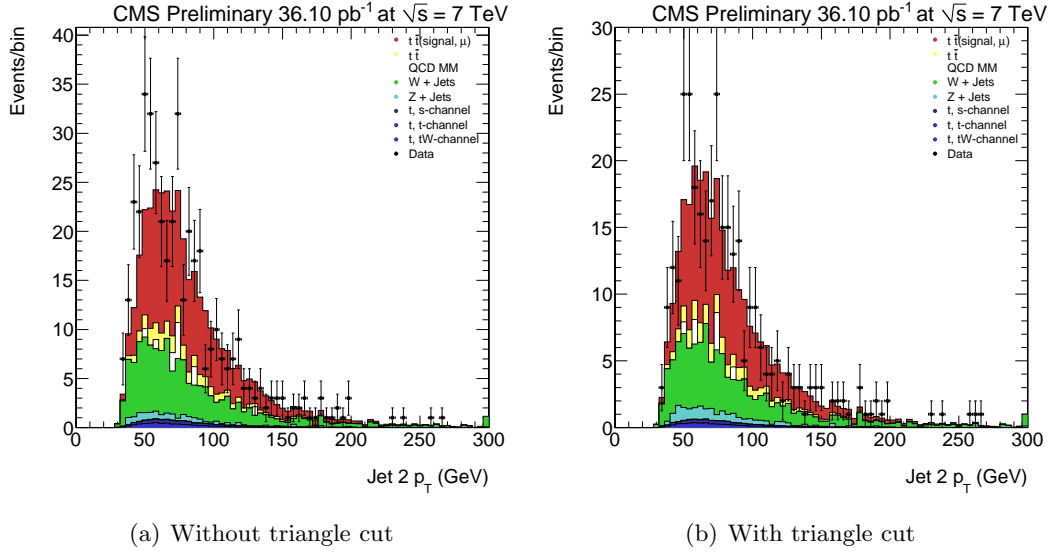 CMS Preliminary 36.10 pb⁻¹ at √s = 7 TeV
Events/bin
40
35
30
25
20
15
10
5
0
t t̄(signal, μ)
t t̄
QCD MM
W + Jets
Z + Jets
t, s-channel
t, t-channel
t, tW-channel
Data
0 50 100 150 200 250 300
Jet 2 p_T (GeV)
(a) Without triangle cut
CMS Preliminary 36.10 pb⁻¹ at √s = 7 TeV
Events/bin
30
25
20
15
10
5
0
t t̄(signal, μ)
t t̄
QCD MM
W + Jets
Z + Jets
t, s-channel
t, t-channel
t, tW-channel
Data
0 50 100 150 200 250 300
Jet 2 p_T (GeV)
(b) With triangle cut